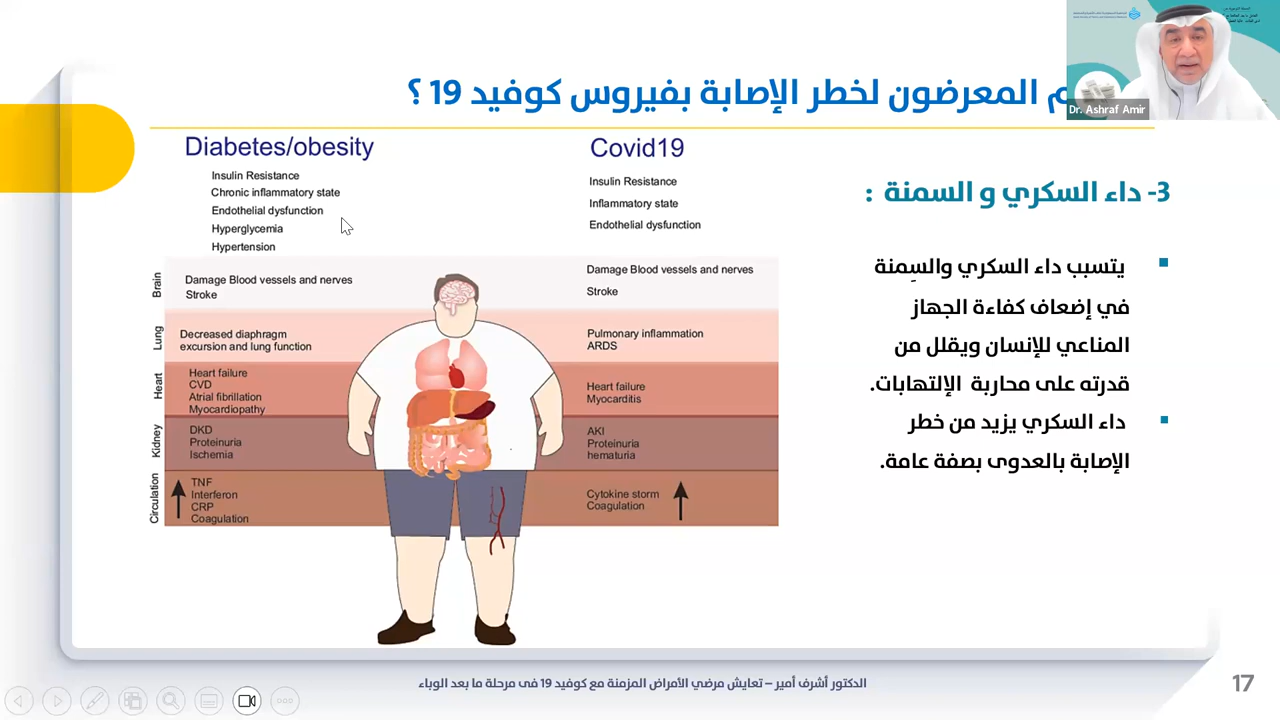 م المعرضون لخطر الإصابة بفيروس كوفيد 19 ؟
Dr. Ashraf Amir
3- داء السكري و السمنة :
يتسبب داء السكري والسِمنة
في إضعاف كفاءة الجهاز
المناعي للإنسان ويقلل من
قدرته على محاربة الإلتهابات.
داء السكري يزيد من خطر
الإصابة بالعدوى بصفة عامة.
Diabetes/obesity
Insulin Resistance
Chronic inflammatory state
Endothelial dysfunction
Hyperglycemia
Hypertension
Covid19
Insulin Resistance
Inflammatory state
Endothelial dysfunction
Brain
Damage Blood vessels and nerves
Stroke
Damage Blood vessels and nerves
Stroke
Lung
Decreased diaphragm
excursion and lung function
Pulmonary inflammation
ARDS
Heart
Heart failure
CVD
Atrial fibrillation
Myocardiopathy
Heart failure
Myocarditis
Kidney
DKD
Proteinuria
Ischemia
AKI
Proteinuria
hematuria
Circulation
TNF
Interferon
CRP
Coagulation
Cytokine storm
Coagulation
الدكتور أشرف أمير – تعايش مرضي الأمراض المزمنة مع كوفيد 19 فى مرحلة ما بعد الوباء
17